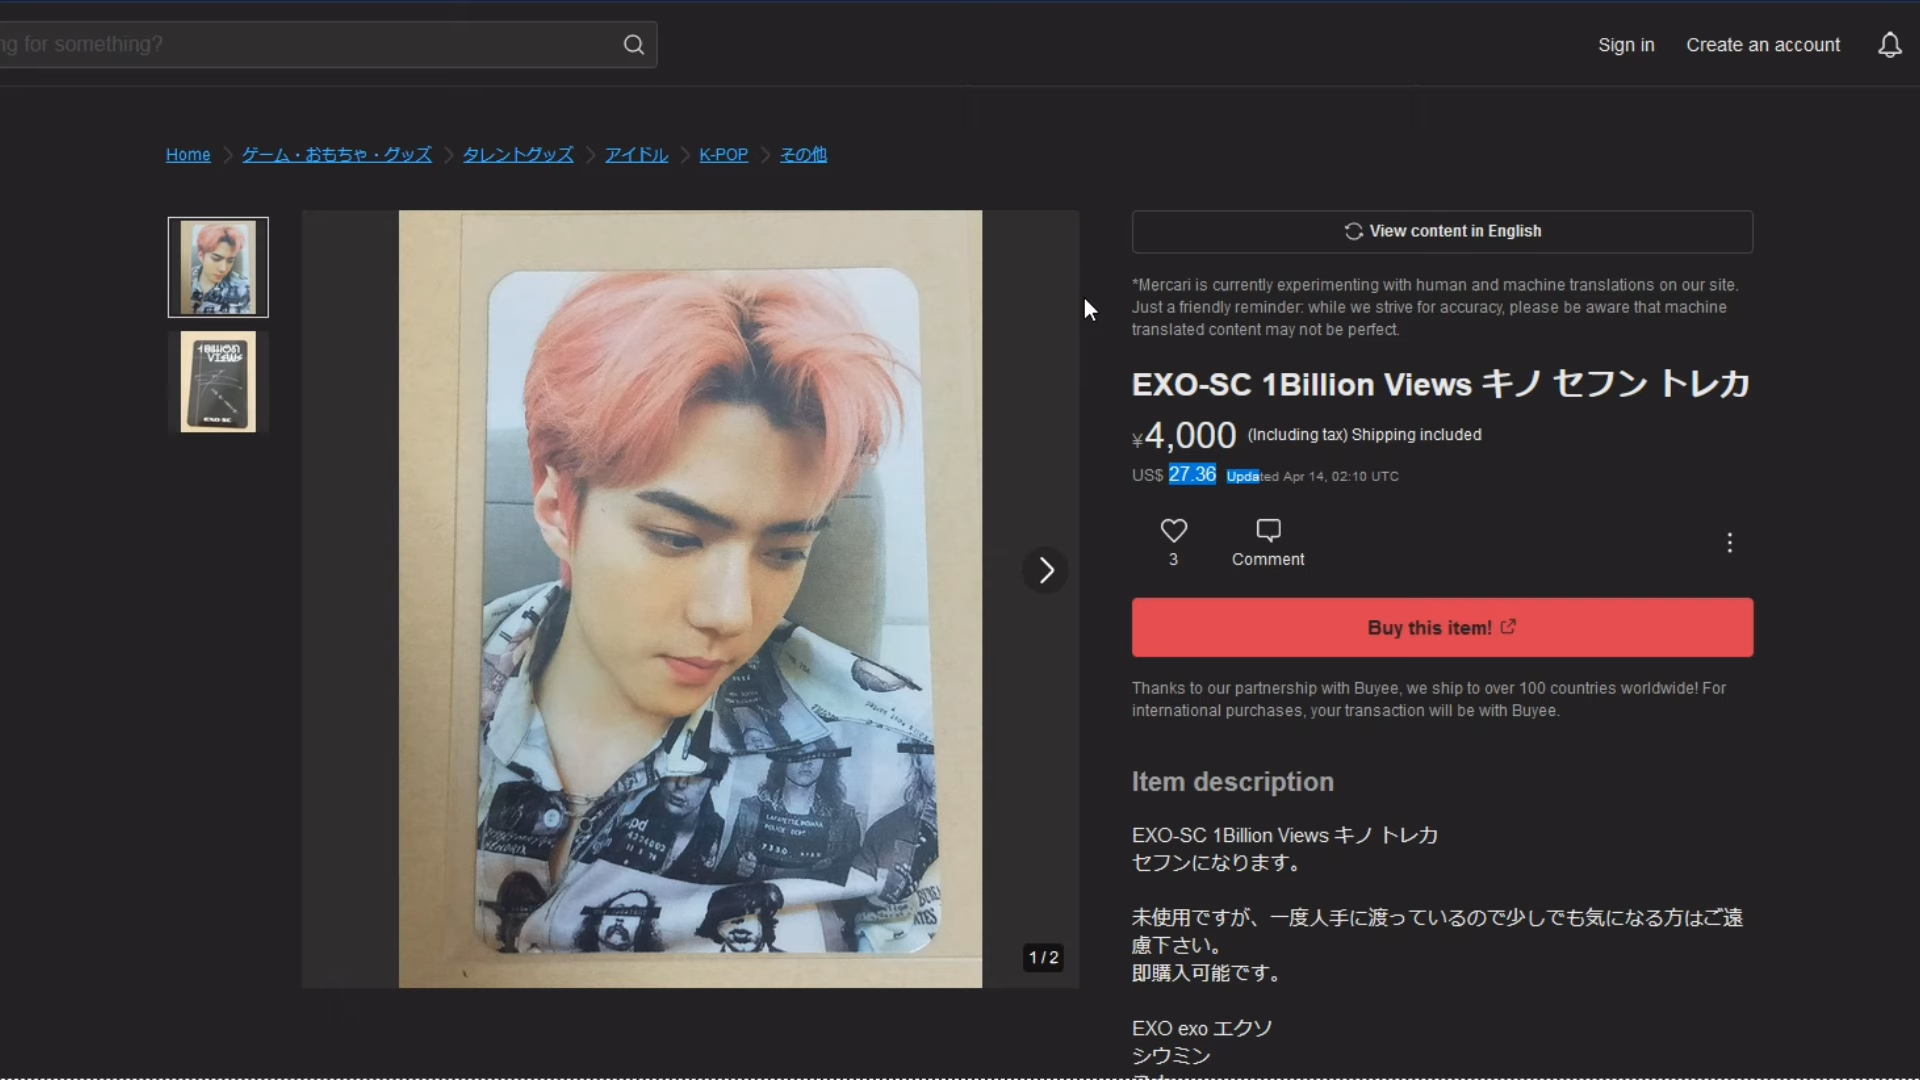 ng for something?
Sign in
Create an account
Home
ゲーム・おもちゃ・グッズ
タレントグッズ
アイドル
K-POP
その他
View content in English
*Mercari is currently experimenting with human and machine translations on our site.
Just a friendly reminder: while we strive for accuracy, please be aware that machine
translated content may not be perfect.
EXO-SC 1Billion Views キノ セフン トレカ
¥4,000 (Including tax) Shipping included
US$ 27.36 Updated Apr 14, 02:10 UTC
3
Comment
Buy this item!
Thanks to our partnership with Buyee, we ship to over 100 countries worldwide! For
international purchases, your transaction will be with Buyee.
Item description
EXO-SC 1Billion Views キノ トレカ
セフンになります。
未使用ですが、一度人手に渡っているので少しでも気になる方はご遠
慮下さい。
即購入可能です。
EXO exo エクソ
シウミン
1BILLION
VIEWS
EXO-SC
LAFAYETTE, INDIANA
POLICE DEPT
1 / 2